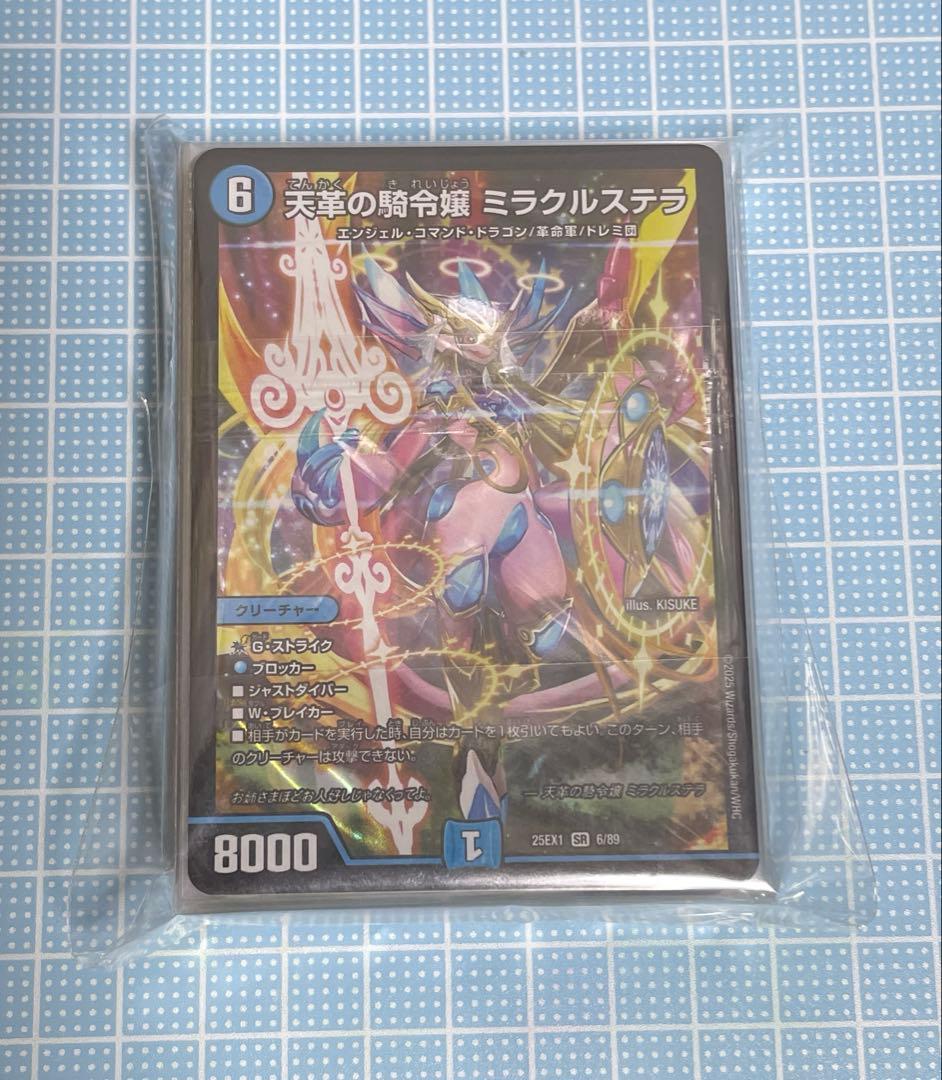 6
てんかく きれいじょう
天革の騎令嬢 ミラクルステラ
エンジェル・コマンド・ドラゴン/革命軍/ドレミ団
illus. KISUKE
クリーチャー
G・ストライク
ブロッカー
ジャストダイバー
W・ブレイカー
相手がカードを実行した時、自分はカードを1枚引いてもよい。このターン、相手
のクリーチャーは攻撃できない。
お姉さまほどお人好しじゃなくってよ。 ― 天革の騎令嬢 ミラクルステラ
8000
1
25EX1 SR 6/89
©2025 Wizards/Shogakukan/WHC